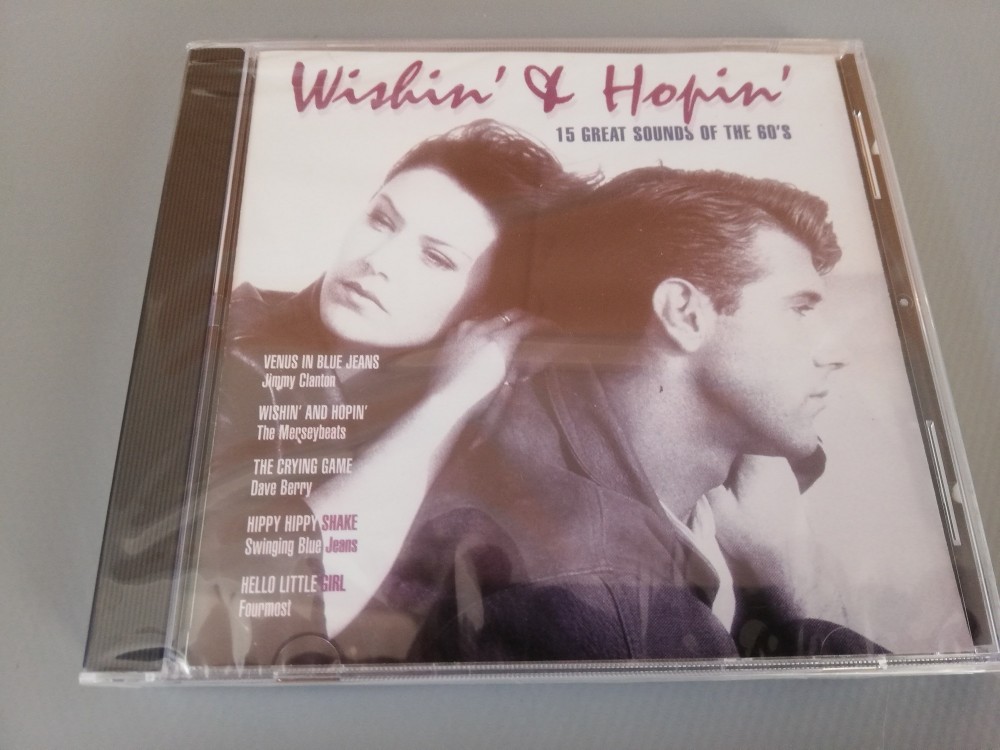 Wishin' & Hopin'
15 GREAT SOUNDS OF THE 60'S
VENUS IN BLUE JEANS
Jimmy Clanton
WISHIN' AND HOPIN'
The Merseybeats
THE CRYING GAME
Dave Berry
HIPPY HIPPY SHAKE
Swinging Blue Jeans
HELLO LITTLE GIRL
Fourmost